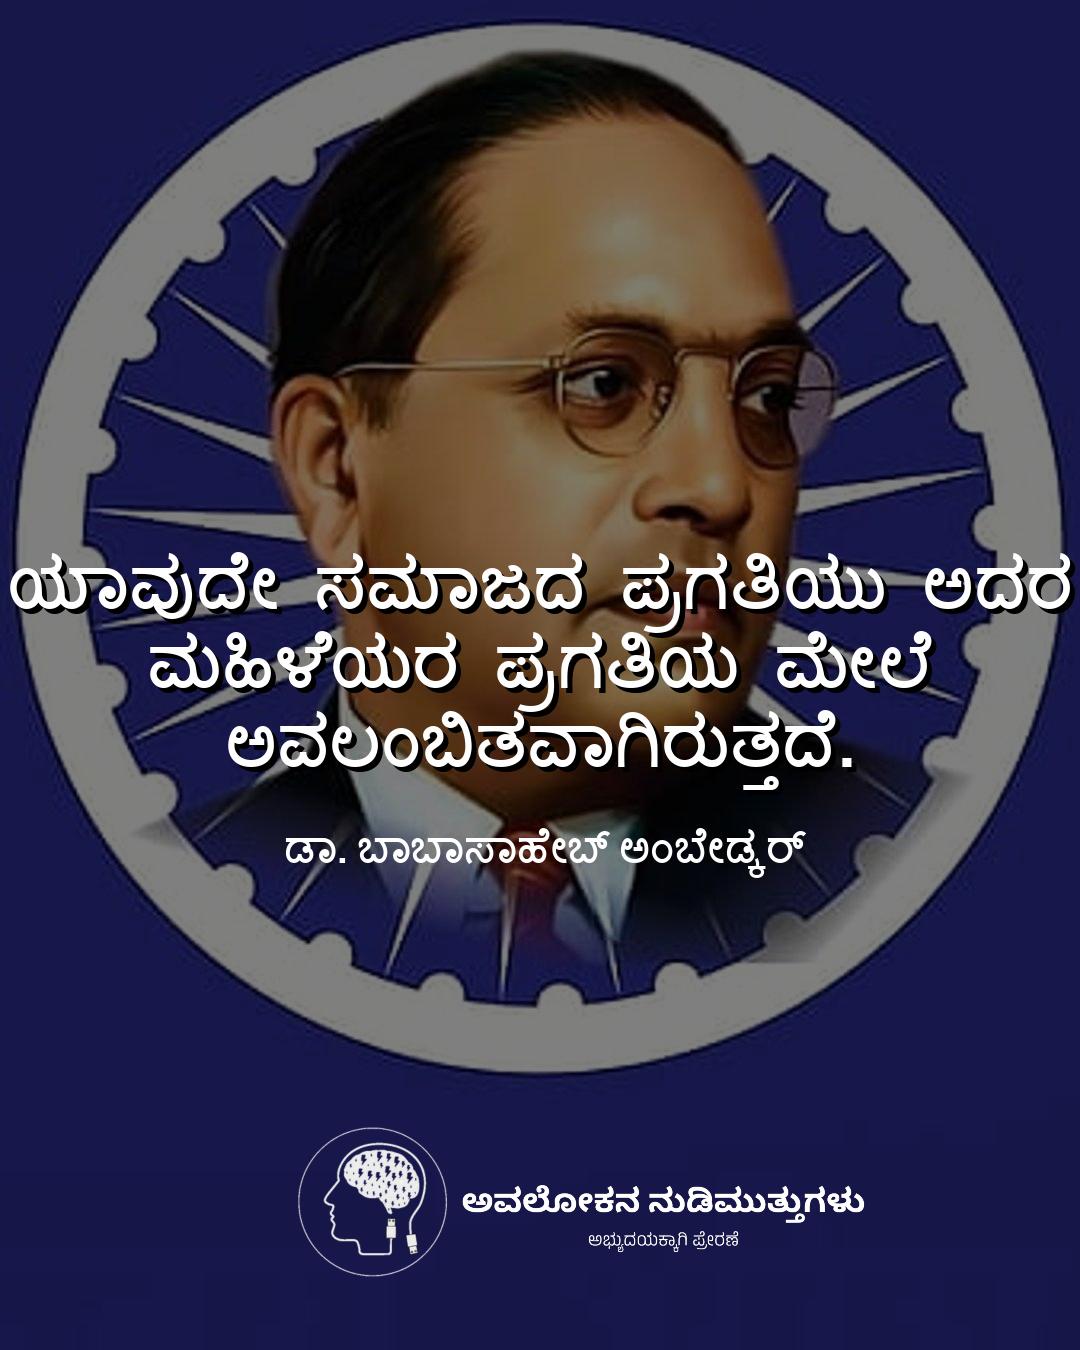 ಯಾವುದೇ ಸಮಾಜದ ಪ್ರಗತಿಯು ಅದರ
ಮಹಿಳೆಯರ ಪ್ರಗತಿಯ ಮೇಲೆ
ಅವಲಂಬಿತವಾಗಿರುತ್ತದೆ.
ಡಾ. ಬಾಬಾಸಾಹೇಬ್ ಅಂಬೇಡ್ಕರ್
ಅವಲೋಕನ ನುಡಿಮುತ್ತುಗಳು
ಅಭ್ಯುದಯಕ್ಕಾಗಿ ಪ್ರೇರಣೆ